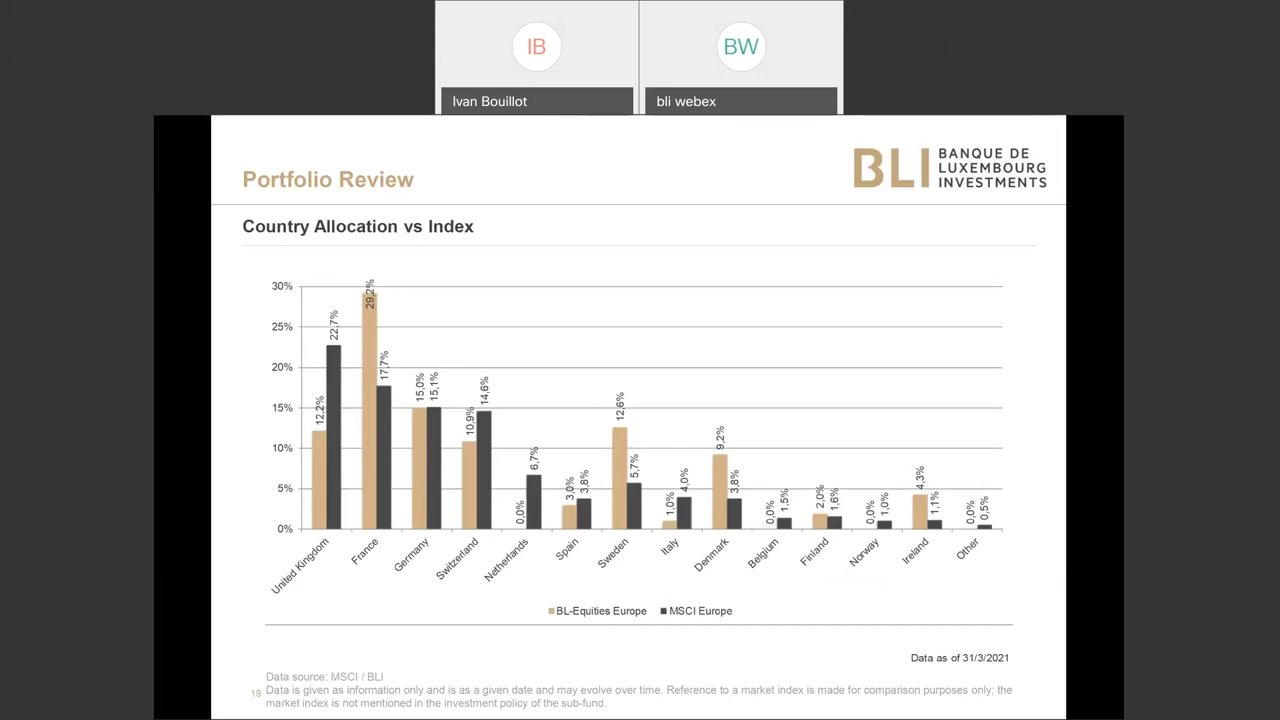 IB
BW
Ivan Bouillot
bli webex
BLI
BANQUE DE
LUXEMBOURG
INVESTMENTS
Portfolio Review
Country Allocation vs Index
30%
25%
20%
15%
10%
5%
0%
12,2%
22,7%
29,2%
17,7%
15,0%
15,1%
10,9%
14,6%
0,0%
6,7%
3,0%
3,8%
12,6%
5,7%
1,0%
4,0%
9,2%
3,8%
0,0%
1,5%
2,0%
1,6%
0,0%
1,0%
4,3%
1,1%
0,0%
0,5%
United Kingdom
France
Germany
Switzerland
Netherlands
Spain
Sweden
Italy
Denmark
Belgium
Finland
Norway
Ireland
Other
BL-Equities Europe
MSCI Europe
Data as of 31/3/2021
Data source: MSCI / BLI
19
Data is given as information only and is as a given date and may evolve over time. Reference to a market index is made for comparison purposes only; the
market index is not mentioned in the investment policy of the sub-fund.